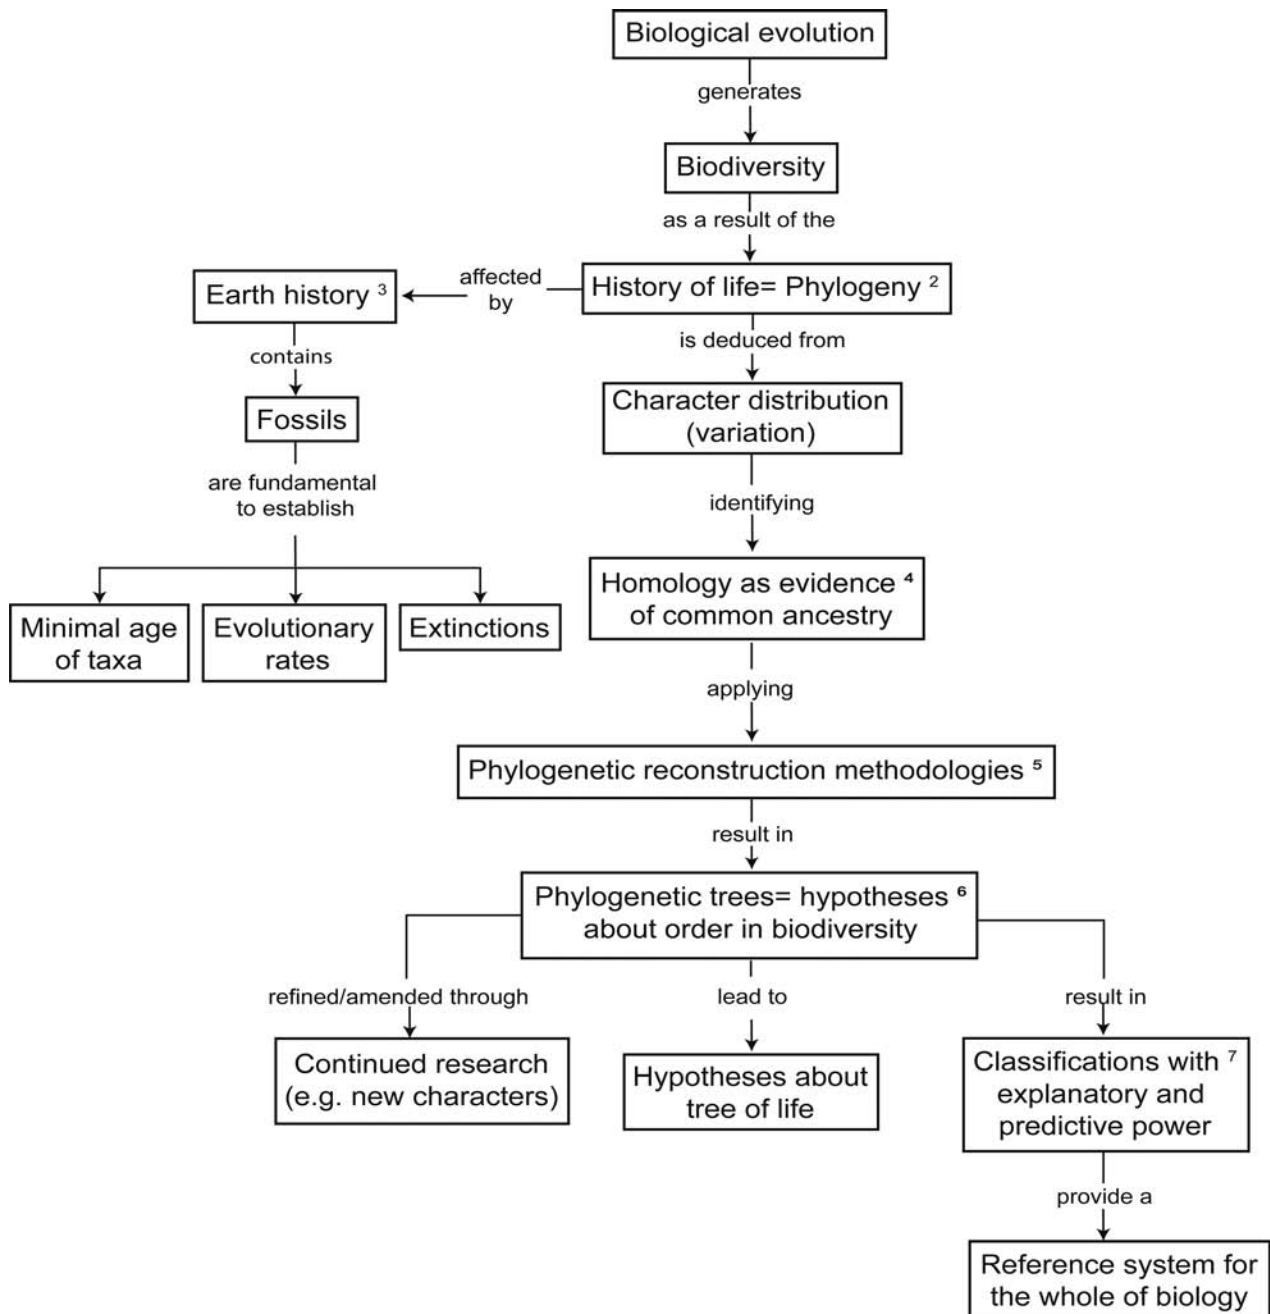 Biological evolution
generates
Biodiversity
as a result of the
History of life= Phylogeny ²
affected
by
Earth history ³
contains
Fossils
are fundamental
to establish
Minimal age
of taxa
Evolutionary
rates
Extinctions
is deduced from
Character distribution
(variation)
identifying
Homology as evidence ⁴
of common ancestry
applying
Phylogenetic reconstruction methodologies ⁵
result in
Phylogenetic trees= hypotheses ⁶
about order in biodiversity
refined/amended through
Continued research
(e.g. new characters)
lead to
Hypotheses about
tree of life
result in
Classifications with ⁷
explanatory and
predictive power
provide a
Reference system for
the whole of biology